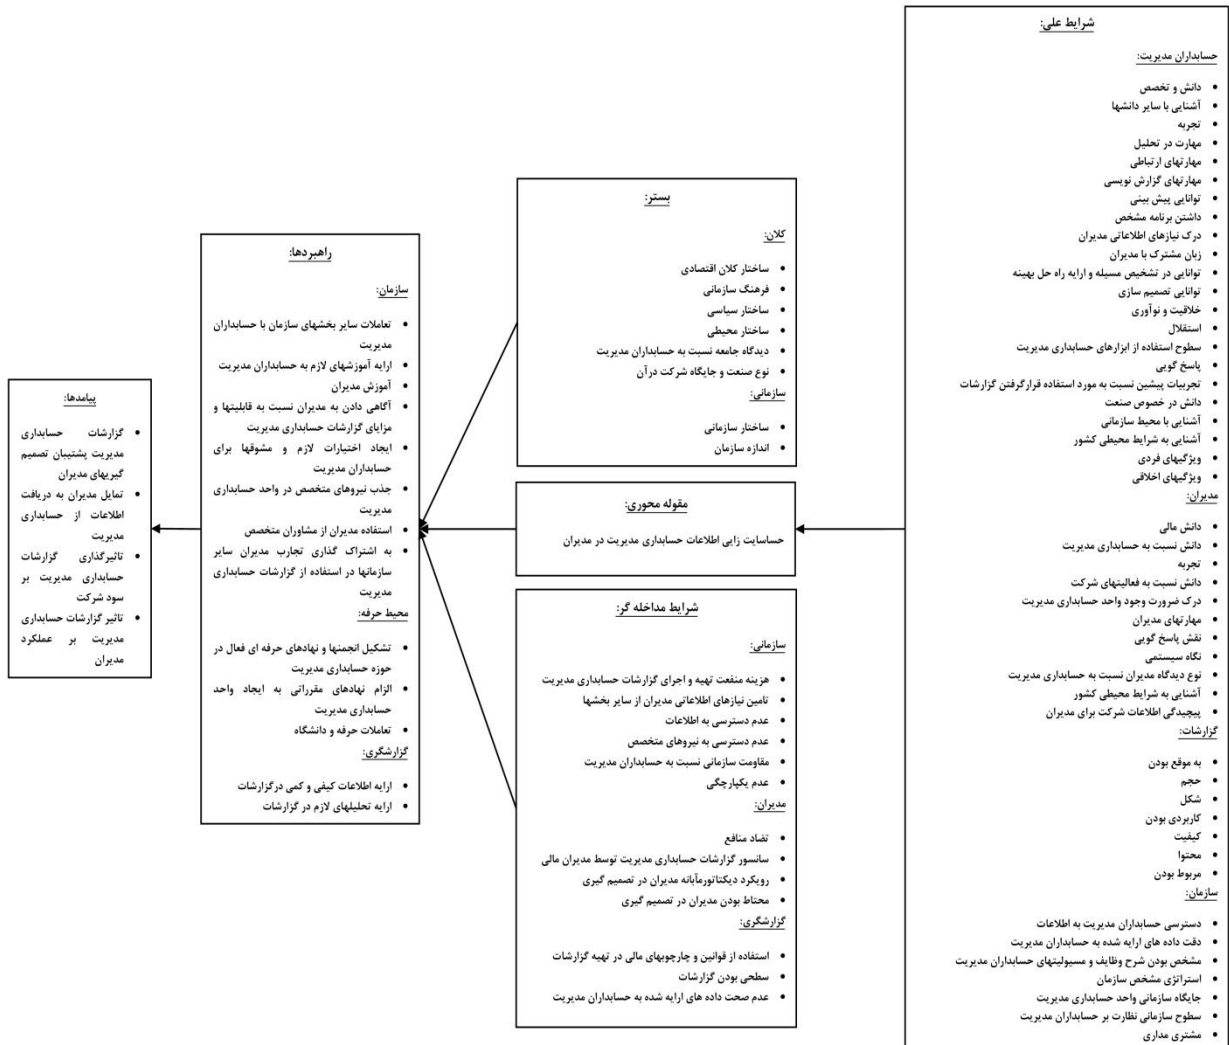 شرایط علی:
حسابداران مدیریت:
• دانش و تخصص
• آشنایی با سایر دانشها
• تجربه
• مهارت در تحلیل
• مهارتهای ارتباطی
• مهارتهای گزارش نویسی
• توانایی پیش بینی
• داشتن برنامه مشخص
• درک نیازهای اطلاعاتی مدیران
• زبان مشترک با مدیران
• توانایی در تشخیص مسیله و ارایه راه حل بهینه
• توانایی تصمیم سازی
• خلاقیت و نوآوری
• استقلال
• سطوح استفاده از ابزارهای حسابداری مدیریت
• پاسخ گویی
• تجربیات پیشین نسبت به مورد استفاده قرارگرفتن گزارشات
• دانش در خصوص صنعت
• آشنایی با محیط سازمانی
• آشنایی به شرایط محیطی کشور
• ویژگیهای فردی
• ویژگیهای اخلاقی
مدیران:
• دانش مالی
• دانش نسبت به حسابداری مدیریت
• تجربه
• دانش نسبت به فعالیتهای شرکت
• درک ضرورت وجود واحد حسابداری مدیریت
• مهارتهای مدیران
• نقش پاسخ گویی
• نگاه سیستمی
• نوع دیدگاه مدیران نسبت به حسابداری مدیریت
• آشنایی به شرایط محیطی کشور
• پیچیدگی اطلاعات شرکت برای مدیران
گزارشات:
• به موقع بودن
• حجم
• شکل
• کاربردی بودن
• کیفیت
• محتوا
• مربوط بودن
سازمان:
• دسترسی حسابداران مدیریت به اطلاعات
• دقت داده های ارایه شده به حسابداران مدیریت
• مشخص بودن شرح وظایف و مسیولیتهای حسابداران مدیریت
• استراتژی مشخص سازمان
• جایگاه سازمانی واحد حسابداری مدیریت
• سطوح سازمانی نظارت بر حسابداران مدیریت
• مشتری مداری
بستر:
کلان:
• ساختار کلان اقتصادی
• فرهنگ سازمانی
• ساختار سیاسی
• ساختار محیطی
• دیدگاه جامعه نسبت به حسابداران مدیریت
• نوع صنعت و جایگاه شرکت درآن
سازمانی:
• ساختار سازمانی
• اندازه سازمان
مقوله محوری:
حساسایت زایی اطلاعات حسابداری مدیریت در مدیران
شرایط مداخله گر:
سازمانی:
• هزینه منفعت تهیه و اجرای گزارشات حسابداری مدیریت
• تامین نیازهای اطلاعاتی مدیران از سایر بخشها
• عدم دسترسی به اطلاعات
• عدم دسترسی به نیروهای متخصص
• مقاومت سازمانی نسبت به حسابداران مدیریت
• عدم یکپارچگی
مدیران:
• تضاد منافع
• سانسور گزارشات حسابداری مدیریت توسط مدیران مالی
• رویکرد دیکتاتورمآبانه مدیران در تصمیم گیری
• محتاط بودن مدیران در تصمیم گیری
گزارشگری:
• استفاده از قوانین و چارچوبهای مالی در تهیه گزارشات
• سطحی بودن گزارشات
• عدم صحت داده های ارایه شده به حسابداران مدیریت
راهبردها:
سازمان:
• تعاملات سایر بخشهای سازمان با حسابداران
مدیریت
• ارایه آموزشهای لازم به حسابداران مدیریت
• آموزش مدیران
• آگاهی دادن به مدیران نسبت به قابلیتها و
مزایای گزارشات حسابداری مدیریت
• ایجاد اختیارات لازم و مشوقها برای
حسابداران مدیریت
• جذب نیروهای متخصص در واحد حسابداری
مدیریت
• استفاده مدیران از مشاوران متخصص
• به اشتراک گذاری تجارب مدیران سایر
سازمانها در استفاده از گزارشات حسابداری
مدیریت
محیط حرفه:
• تشکیل انجمنها و نهادهای حرفه ای فعال در
حوزه حسابداری مدیریت
• الزام نهادهای مقرراتی به ایجاد واحد
حسابداری مدیریت
• تعاملات حرفه و دانشگاه
گزارشگری:
• ارایه اطلاعات کیفی و کمی درگزارشات
• ارایه تحلیلهای لازم در گزارشات
پیامدها:
• گزارشات حسابداری
مدیریت پشتیبان تصمیم
گیریهای مدیران
• تمایل مدیران به دریافت
اطلاعات از حسابداری
مدیریت
• تاثیرگذاری گزارشات
حسابداری مدیریت بر
سود شرکت
• تاثیر گزارشات حسابداری
مدیریت بر عملکرد
مدیران